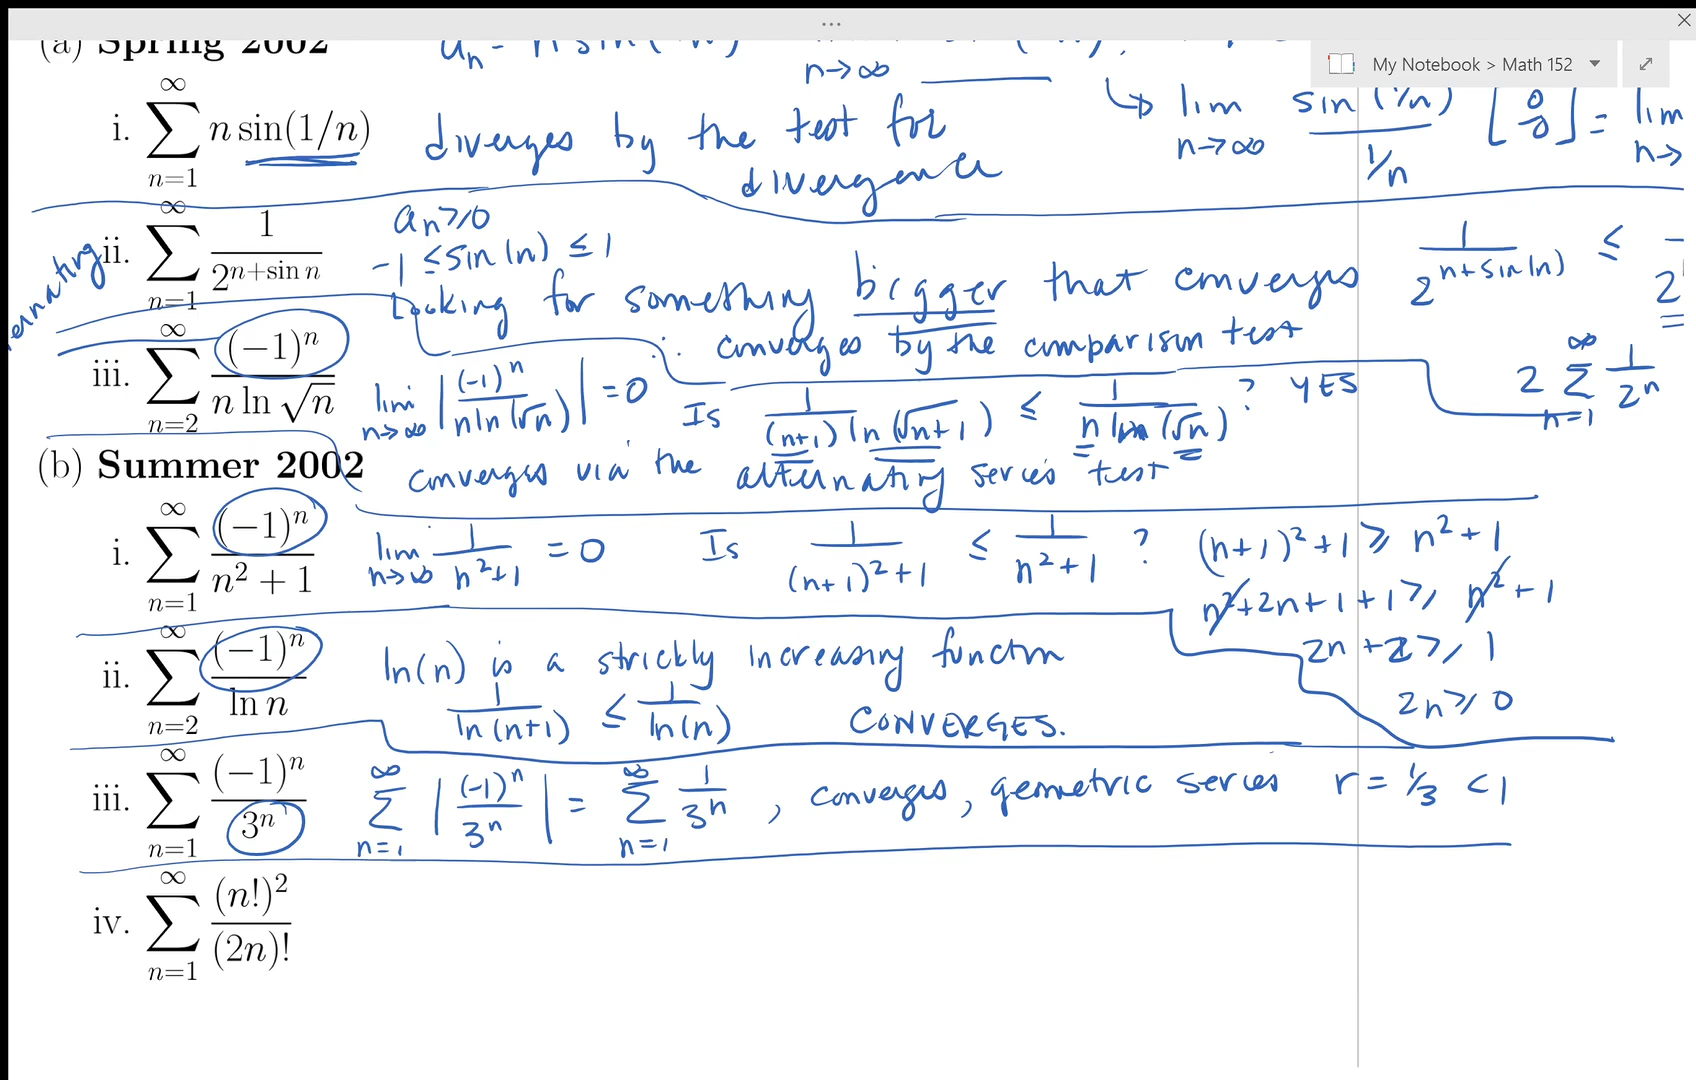 ...
My Notebook > Math 152
(a) Spring 2002
n→∞
i. ∑_{n=1}^{∞} n sin(1/n)
diverges by the test for divergence
↳ lim_{n→∞} sin(1/n) / 1/n [0/0] = lim_{n→
ii. ∑_{n=1}^{∞} 1/2^{n+sin n}
a_n ≥ 0
-1 ≤ sin(n) ≤ 1
Looking for something bigger that converges
1/2^{n+sin(n)} ≤
∴ converges by the comparison test
2 ∑_{n=1}^{∞} 1/2^n
iii. ∑_{n=2}^{∞} (−1)^n / n ln √n
lim_{n→∞} |(-1)^n / n ln(√n)| = 0
Is 1/(n+1) ln(√n+1) ≤ 1/n ln(√n) ? YES
converges via the alternating series test
(b) Summer 2002
i. ∑_{n=1}^{∞} (−1)^n / n² + 1
lim_{n→∞} 1/n²+1 = 0
Is 1/(n+1)²+1 ≤ 1/n²+1 ?
(n+1)²+1 ≥ n²+1
n²+2n+1+1 ≥ n²+1
2n + 2 ≥ 1
2n ≥ 0
ii. ∑_{n=2}^{∞} (−1)^n / ln n
ln(n) is a strickly increasing function
1/ln(n+1) ≤ 1/ln(n)
CONVERGES.
iii. ∑_{n=1}^{∞} (−1)^n / 3^n
∑_{n=1}^{∞} |(-1)^n / 3^n| = ∑_{n=1}^{∞} 1/3^n , converges, geometric series r = 1/3 < 1
iv. ∑_{n=1}^{∞} (n!)² / (2n)!